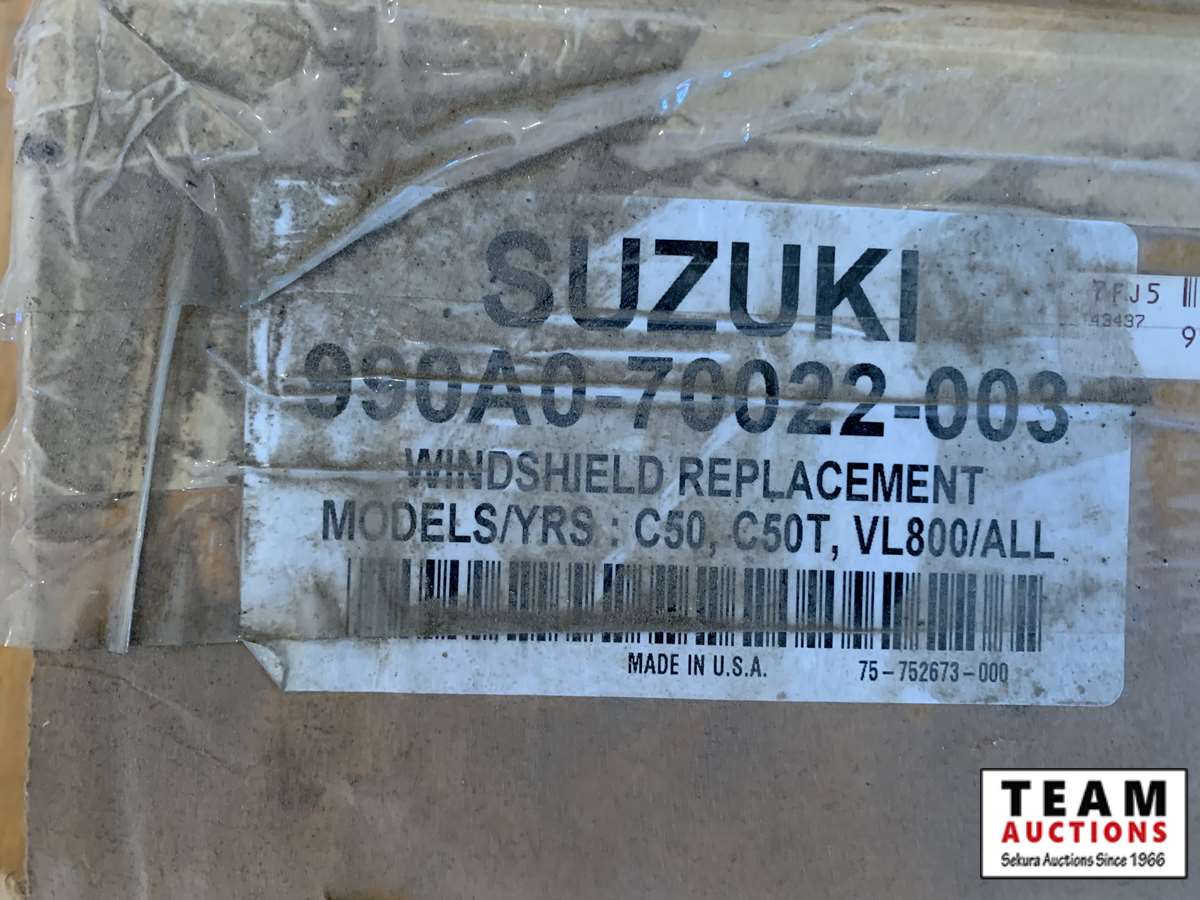 SUZUKI
990A0-70022-003
WINDSHIELD REPLACEMENT
MODELS/YRS : C50, C50T, VL800/ALL
MADE IN U.S.A. 75-752673-000
7FJ5
43437
9
TEAM
AUCTIONS
Sekura Auctions Since 1966